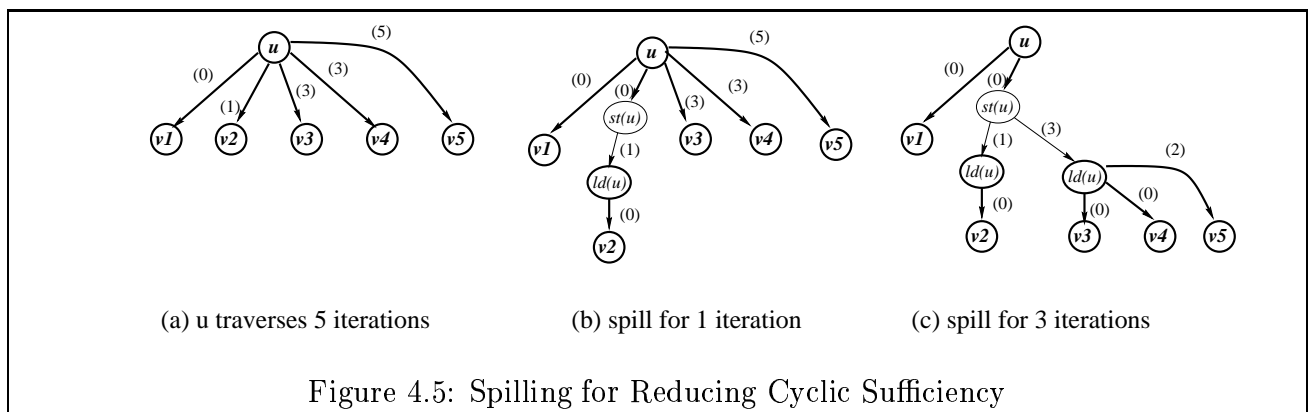 u
(0)
(1)
(3)
(3)
(5)
v1
v2
v3
v4
v5
(a) u traverses 5 iterations
u
(0)
(0)
(3)
(3)
(5)
st(u)
(1)
ld(u)
(0)
v1
v2
v3
v4
v5
(b) spill for 1 iteration
u
(0)
(0)
st(u)
(1)
(3)
ld(u)
ld(u)
(2)
(0)
(0)
(0)
v1
v2
v3
v4
v5
(c) spill for 3 iterations
Figure 4.5: Spilling for Reducing Cyclic Sufficiency